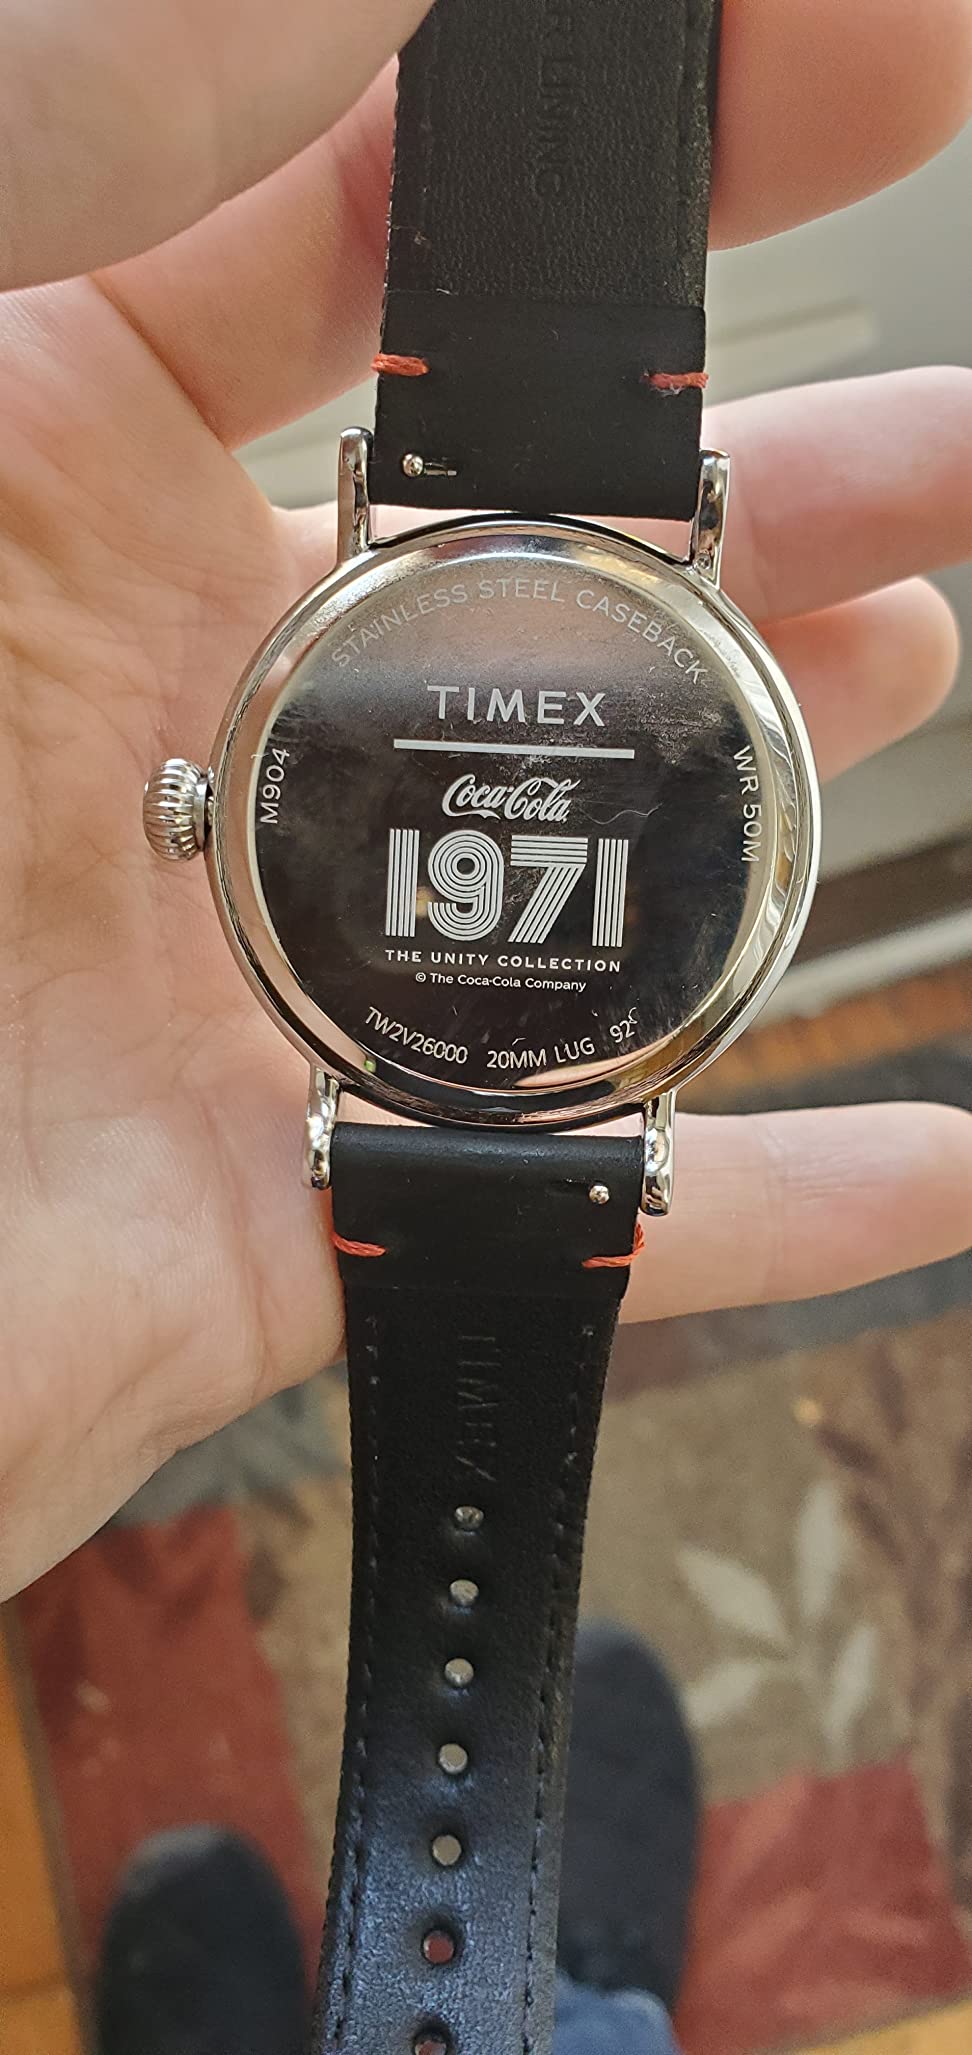 LINING
STAINLESS STEEL CASEBACK
TIMEX
Coca-Cola
M904
WR 50M
1971
THE UNITY COLLECTION
© The Coca-Cola Company
TW2V26000 20MM LUG
TIMEX